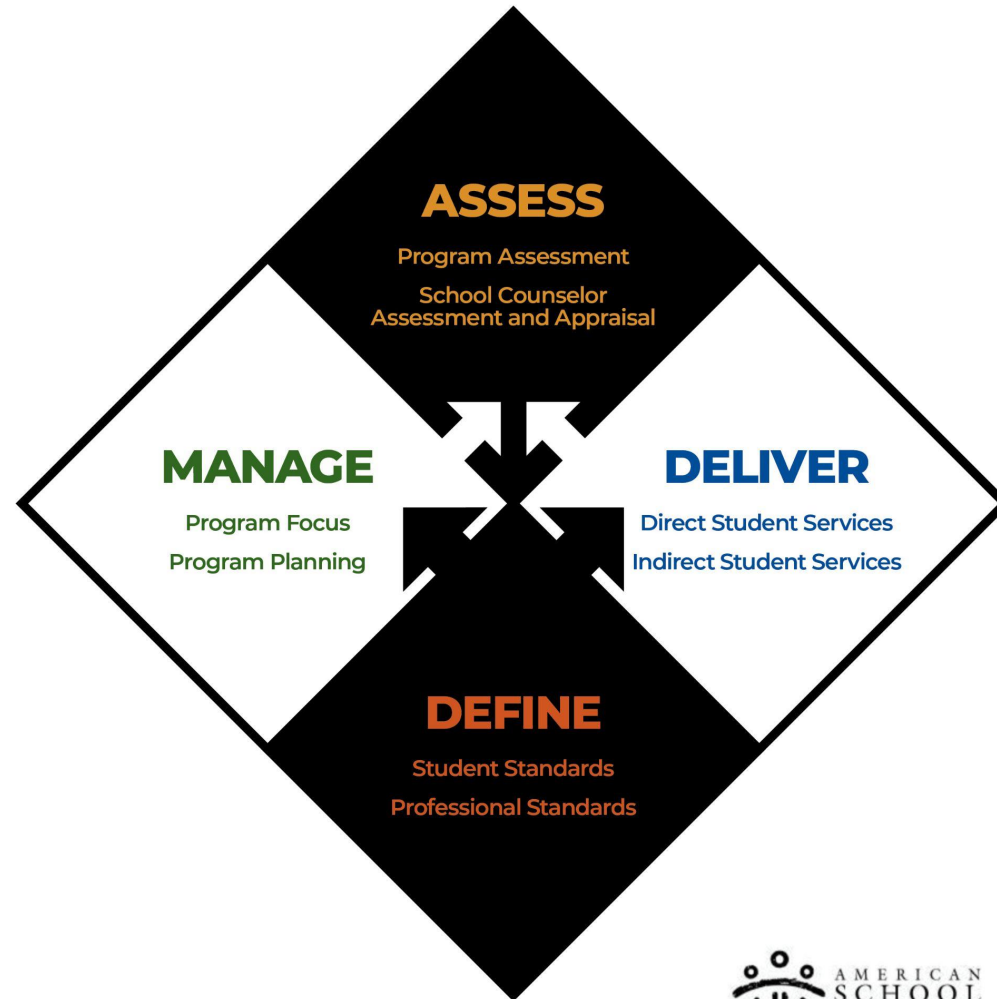 ASSESS
Program Assessment
School Counselor
Assessment and Appraisal
MANAGE
Program Focus
Program Planning
DELIVER
Direct Student Services
Indirect Student Services
DEFINE
Student Standards
Professional Standards
AMERICAN
SCHOOL